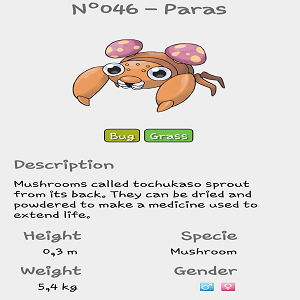 Nº046 - Paras
Bug Grass
Description
Mushrooms called tochukaso sprout
from its back. They can be dried and
powdered to make a medicine used to
extend life.
Height Specie
0,3 m Mushroom
Weight Gender
5,4 kg ♂ ♀